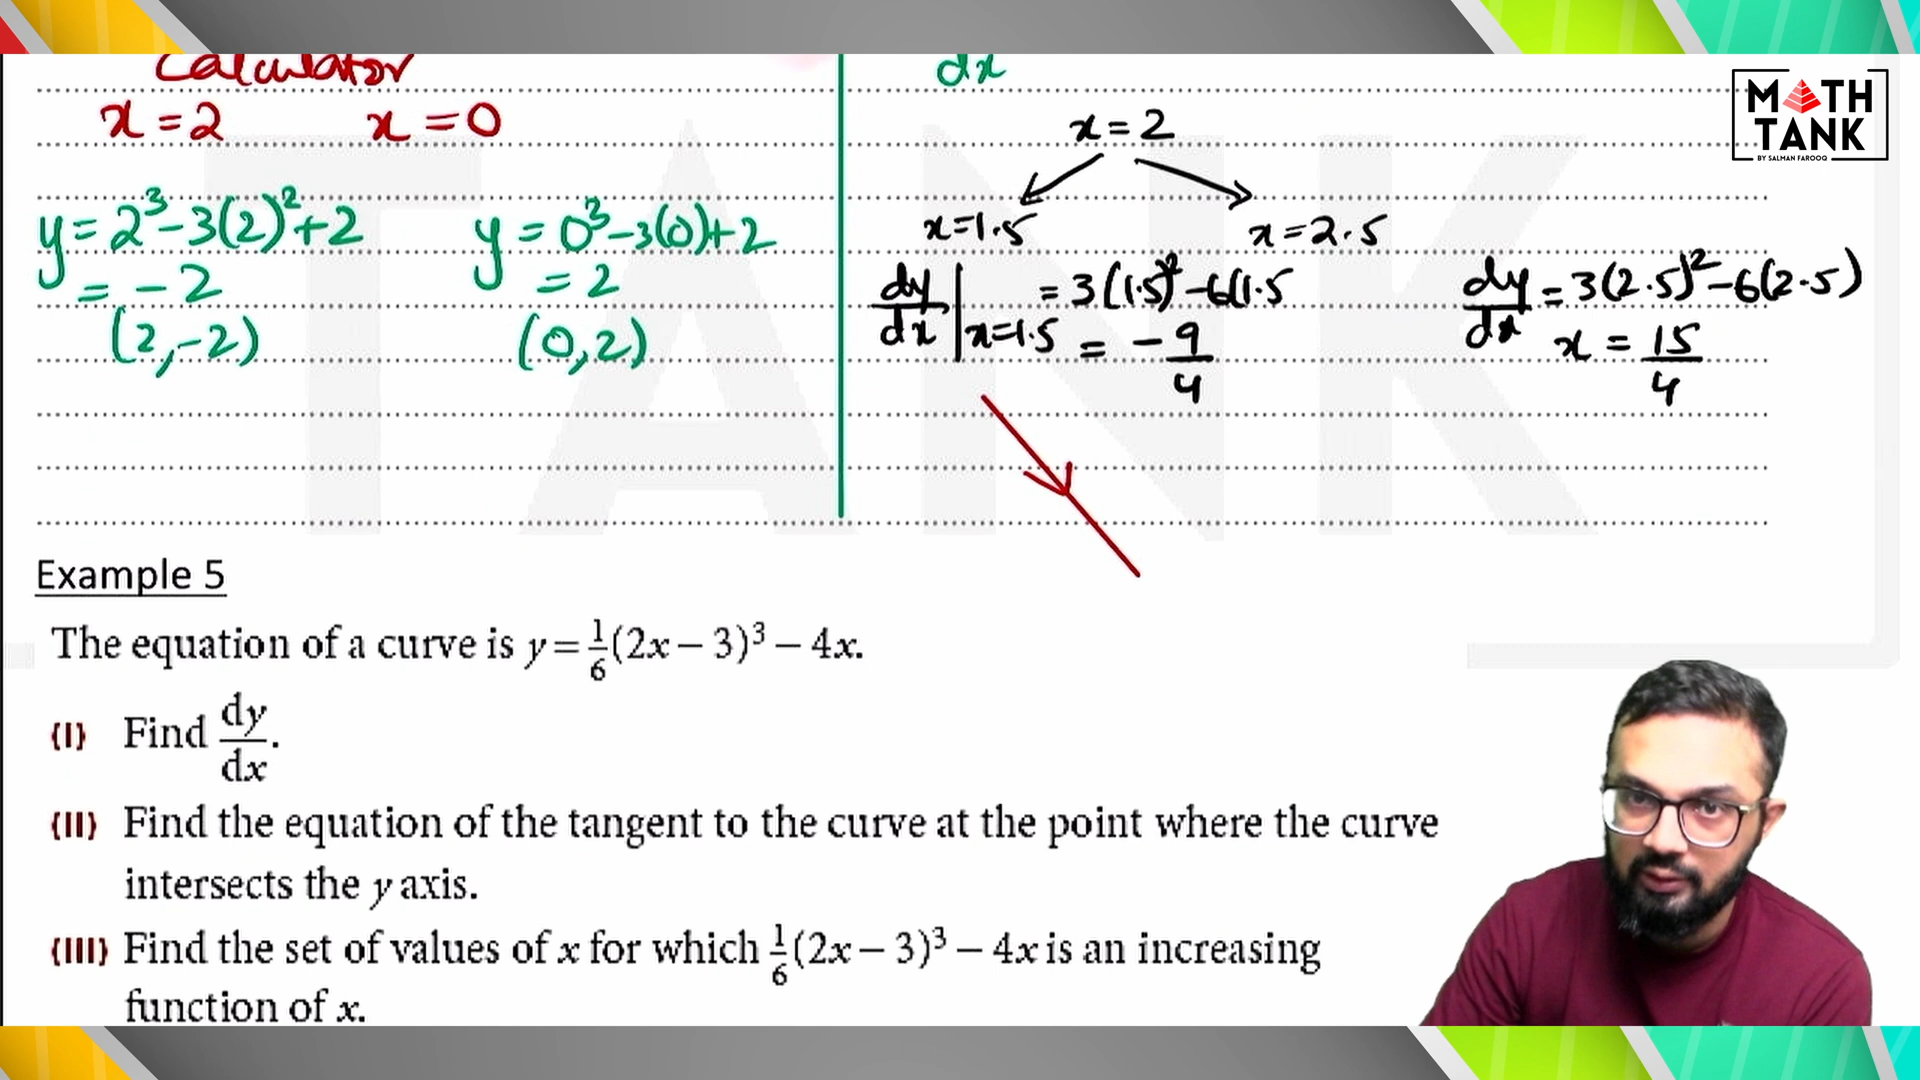 Calculator
x = 2
x = 0
y = 2³ - 3(2)² + 2
= - 2
(2, -2)
y = 0³ - 3(0) + 2
= 2
(0, 2)
dx
x = 2
x = 1.5
x = 2.5
dy/dx | x=1.5 = 3(1.5)² - 6(1.5
= - 9/4
dy/dx = 3(2.5)² - 6(2.5)
x = 15/4
MATH
TANK
BY SALMAN FAROOQ
TANK
Example 5
The equation of a curve is y = 1/6(2x – 3)³ – 4x.
(I) Find dy/dx.
(II) Find the equation of the tangent to the curve at the point where the curve
intersects the y axis.
(III) Find the set of values of x for which 1/6(2x – 3)³ – 4x is an increasing
function of x.